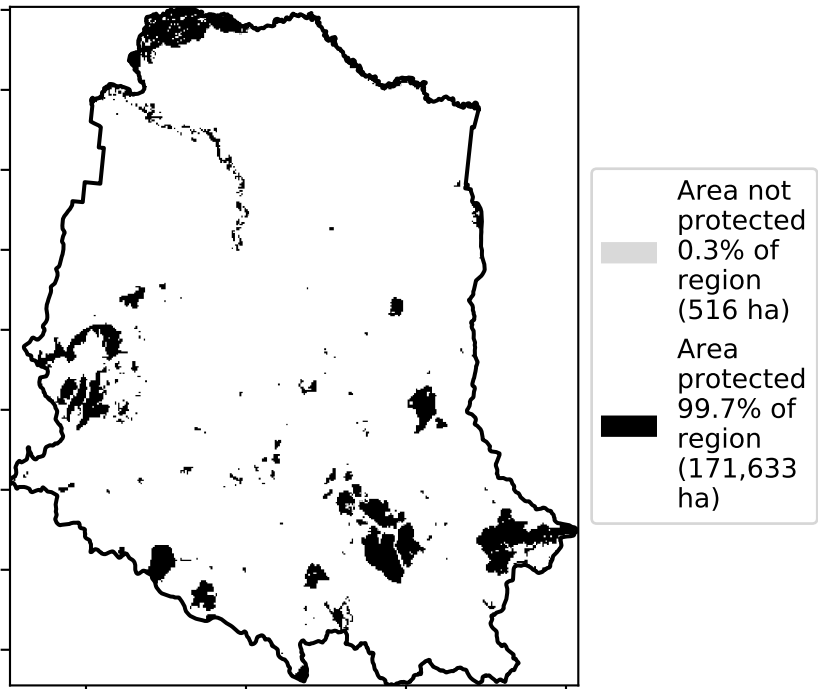 Area not
protected
0.3% of
region
(516 ha)
Area
protected
99.7% of
region
(171,633
ha)